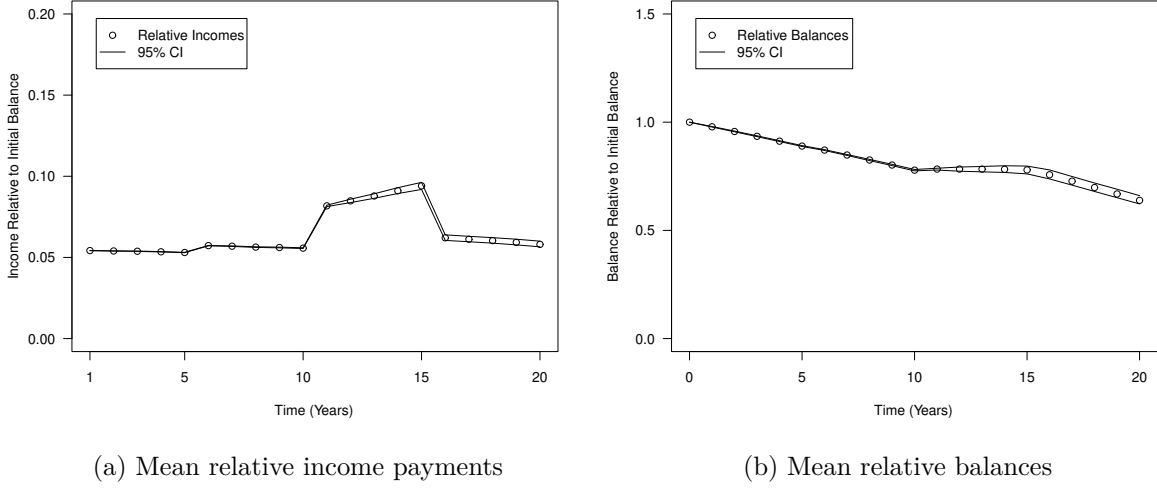 Income Relative to Initial Balance
0.20
0.15
0.10
0.05
0.00
Relative Incomes
95% CI
1 5 10 15 20
Time (Years)
(a) Mean relative income payments
Balance Relative to Initial Balance
1.5
1.0
0.5
0.0
Relative Balances
95% CI
0 5 10 15 20
Time (Years)
(b) Mean relative balances